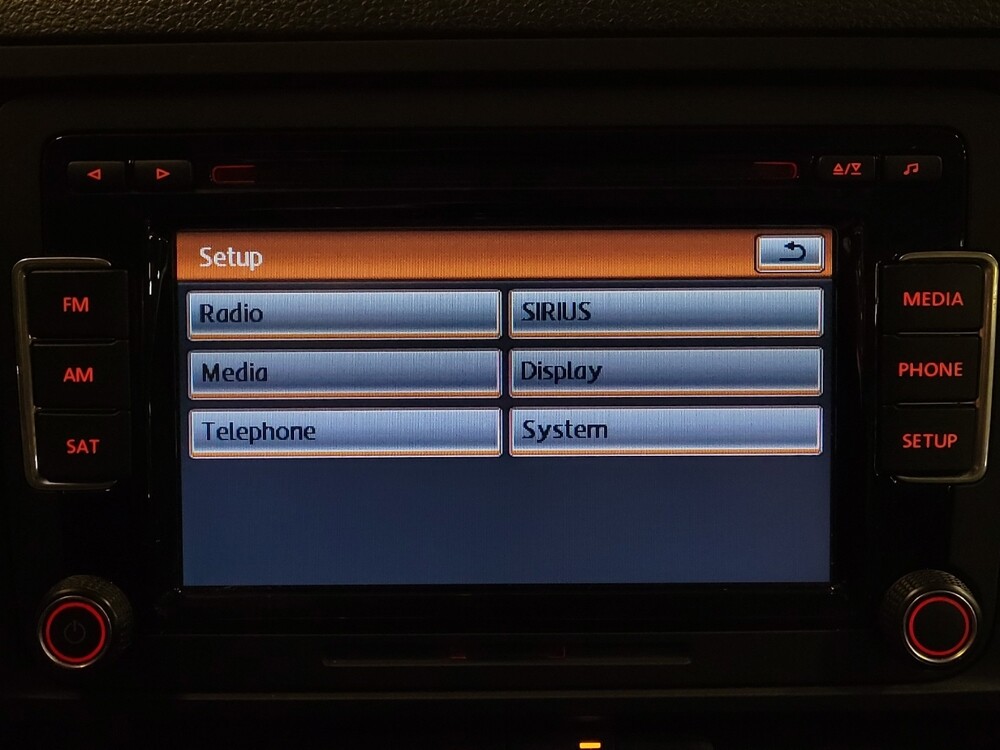 Setup
Radio
SIRIUS
Media
Display
Telephone
System
FM
AM
SAT
MEDIA
PHONE
SETUP